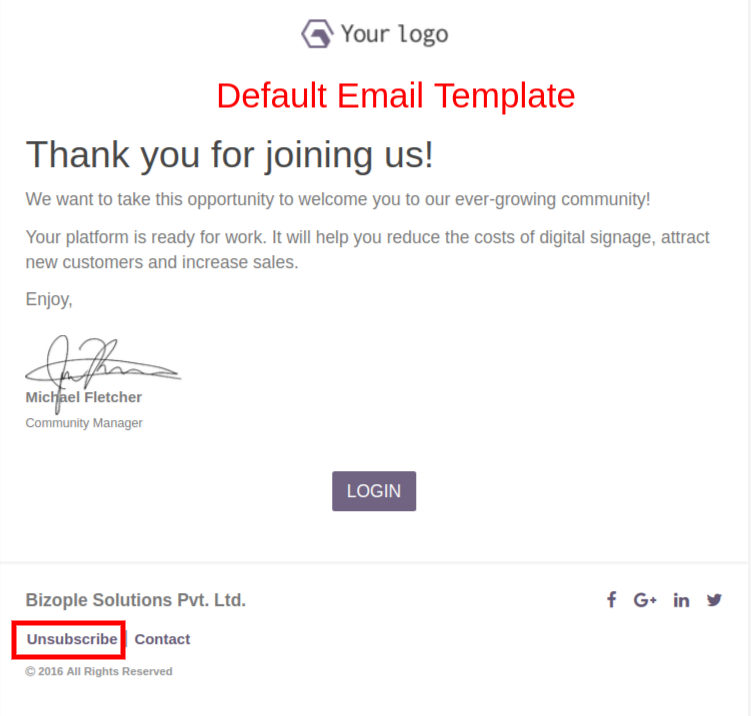 Your logo
Default Email Template
Thank you for joining us!
We want to take this opportunity to welcome you to our ever-growing community!
Your platform is ready for work. It will help you reduce the costs of digital signage, attract
new customers and increase sales.
Enjoy,
Michael Fletcher
Community Manager
LOGIN
Bizople Solutions Pvt. Ltd.
f G+ in
Unsubscribe | Contact
© 2016 All Rights Reserved